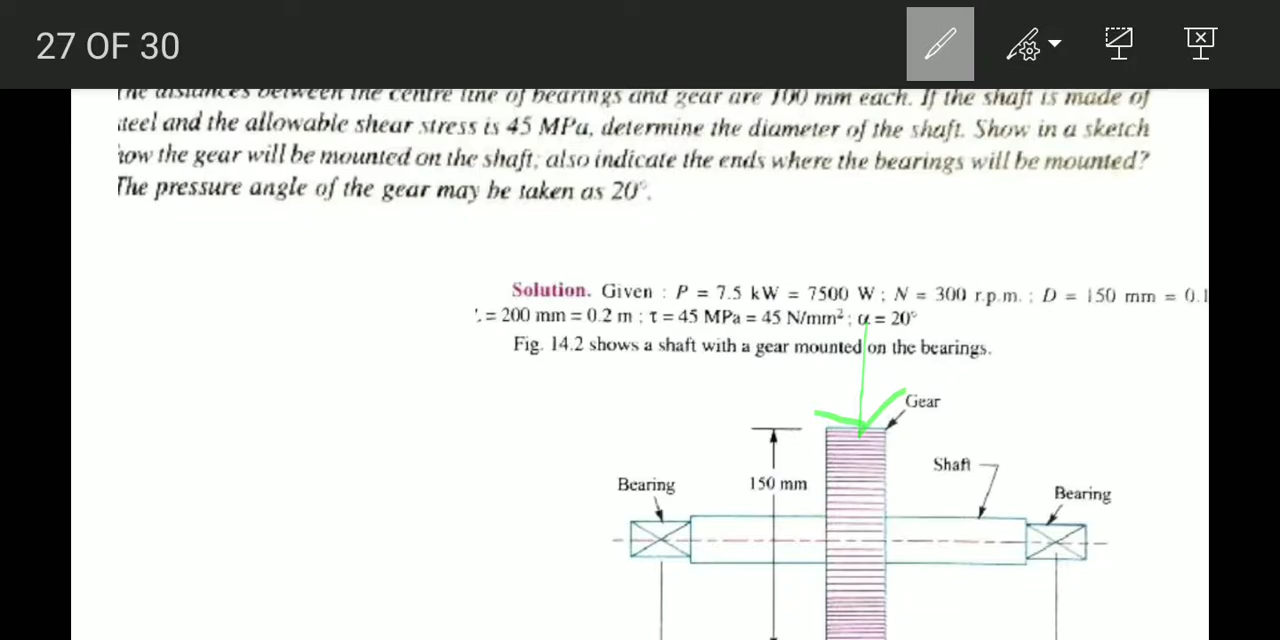 27 OF 30
The distances between the centre line of bearings and gear are 100 mm each. If the shaft is made of
steel and the allowable shear stress is 45 MPa, determine the diameter of the shaft. Show in a sketch
how the gear will be mounted on the shaft; also indicate the ends where the bearings will be mounted?
The pressure angle of the gear may be taken as 20°.
Solution. Given : P = 7.5 kW = 7500 W ; N = 300 r.p.m. ; D = 150 mm = 0.1
= 200 mm = 0.2 m ; τ = 45 MPa = 45 N/mm² ; α = 20°
Fig. 14.2 shows a shaft with a gear mounted on the bearings.
Gear
Shaft
Bearing
150 mm
Bearing